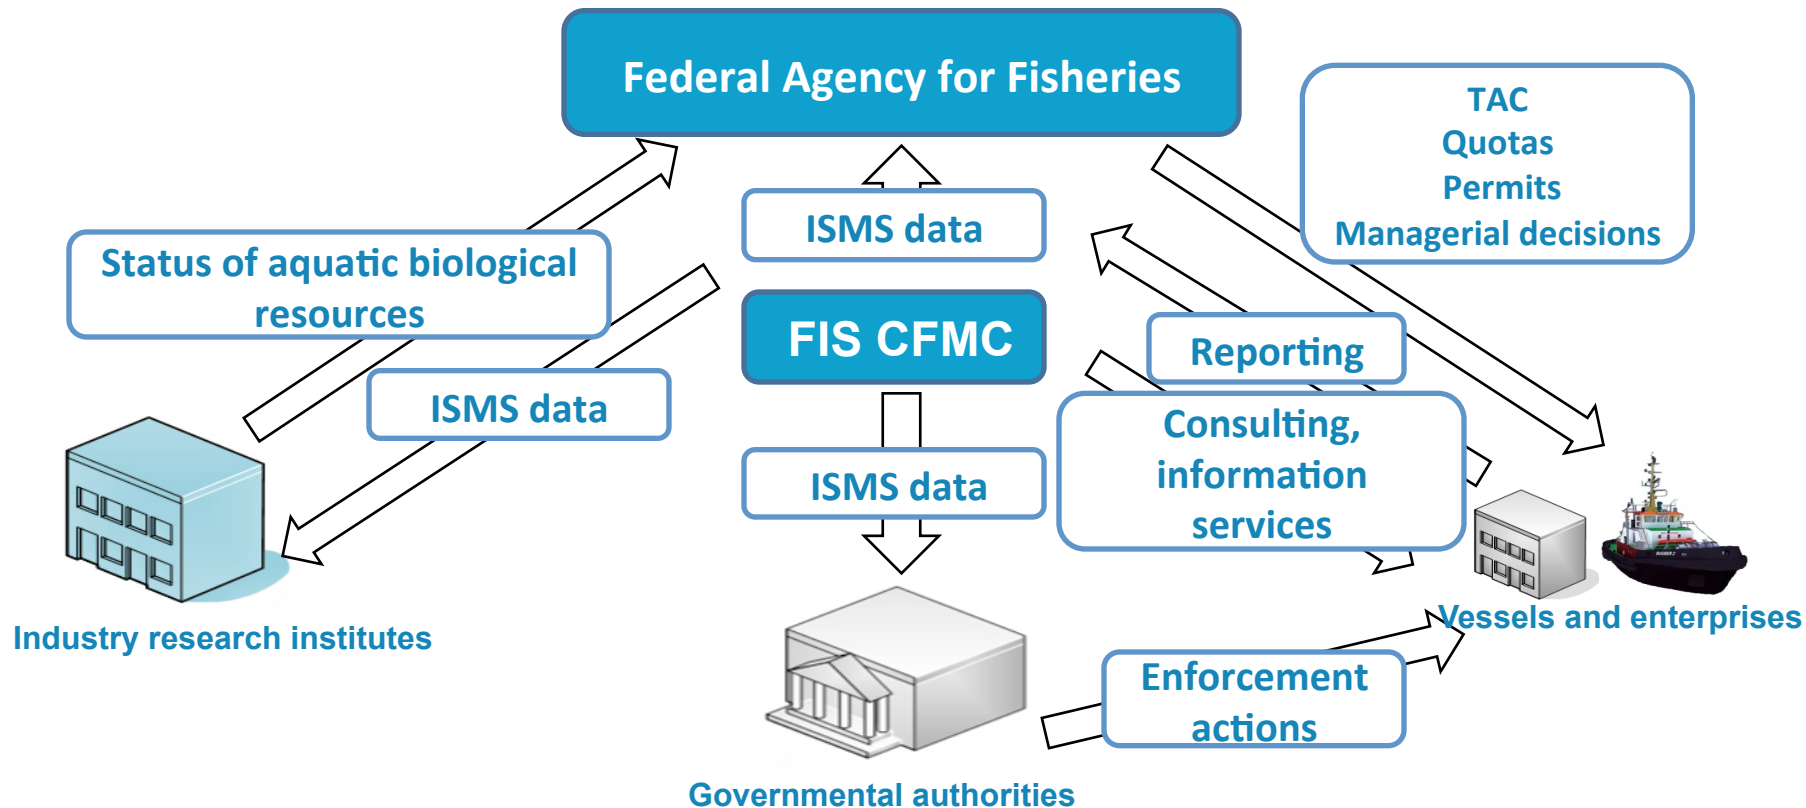 Federal Agency for Fisheries
TAC
Quotas
Permits
Managerial decisions
ISMS data
Status of aquatic biological
resources
FIS CFMC
Reporting
ISMS data
Consulting,
information
services
ISMS data
Industry research institutes
Vessels and enterprises
Enforcement
actions
Governmental authorities